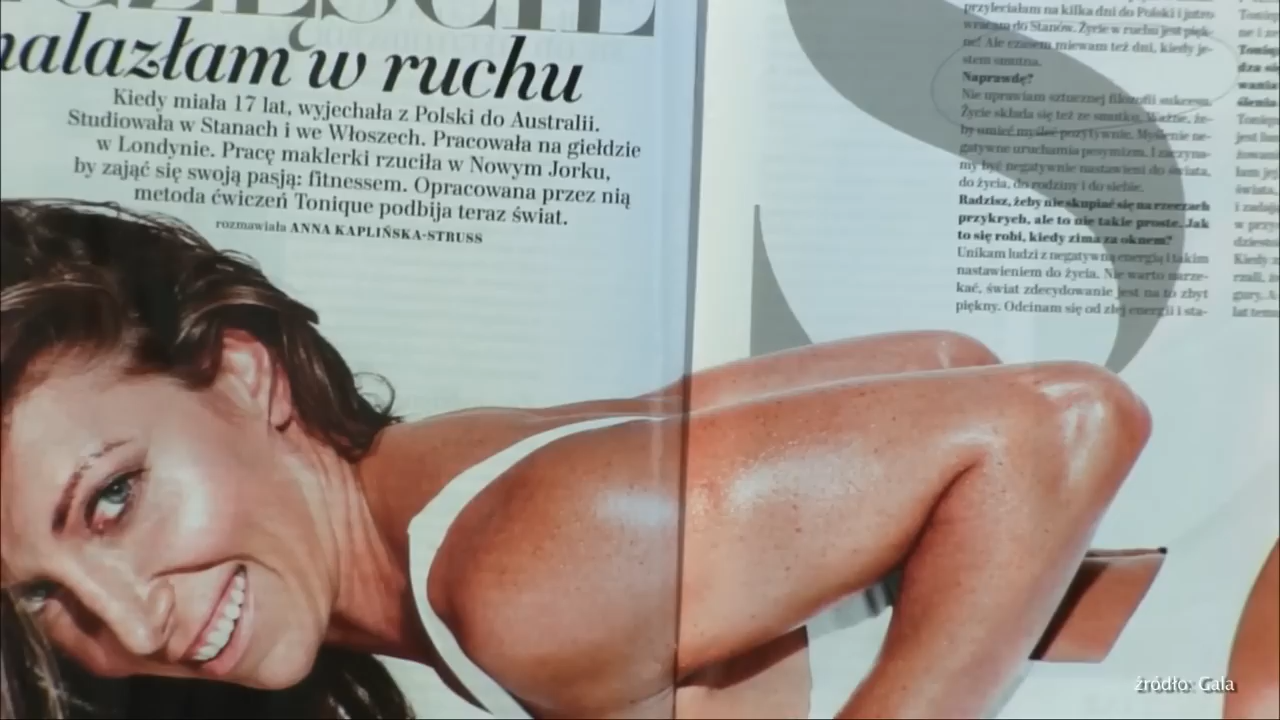 SZCZĘŚCIE
nalazłam w ruchu
Kiedy miała 17 lat, wyjechała z Polski do Australii.
Studiowała w Stanach i we Włoszech. Pracowała na giełdzie
w Londynie. Pracę maklerki rzuciła w Nowym Jorku,
by zająć się swoją pasją: fitnessem. Opracowana przez nią
metoda ćwiczeń Tonique podbija teraz świat.
rozmawiała ANNA KAPLIŃSKA-STRUSS
przyleciałam na kilka dni do Polski i jutro
wracam do Stanów. Życie w ruchu jest pięk-
ne! Ale czasem miewam też dni, kiedy je-
stem smutna.
Naprawdę?
Nie uprawiam sztucznej filozofii sukcesu.
Życie składa się też ze smutku. Ważne, że-
by umieć myśleć pozytywnie. Myślenie ne-
gatywne uruchamia pesymizm. I zaczyna-
my być negatywnie nastawieni do świata,
do życia, do rodziny i do siebie.
Radzisz, żeby nie skupiać się na rzeczach
przykrych, ale to nie takie proste. Jak
to się robi, kiedy zima za oknem?
Unikam ludzi z negatywną energią i takim
nastawieniem do życia. Nie warto narze-
kać, świat zdecydowanie jest na to zbyt
piękny. Odcinam się od złej energii i sta-
źródło: Gala